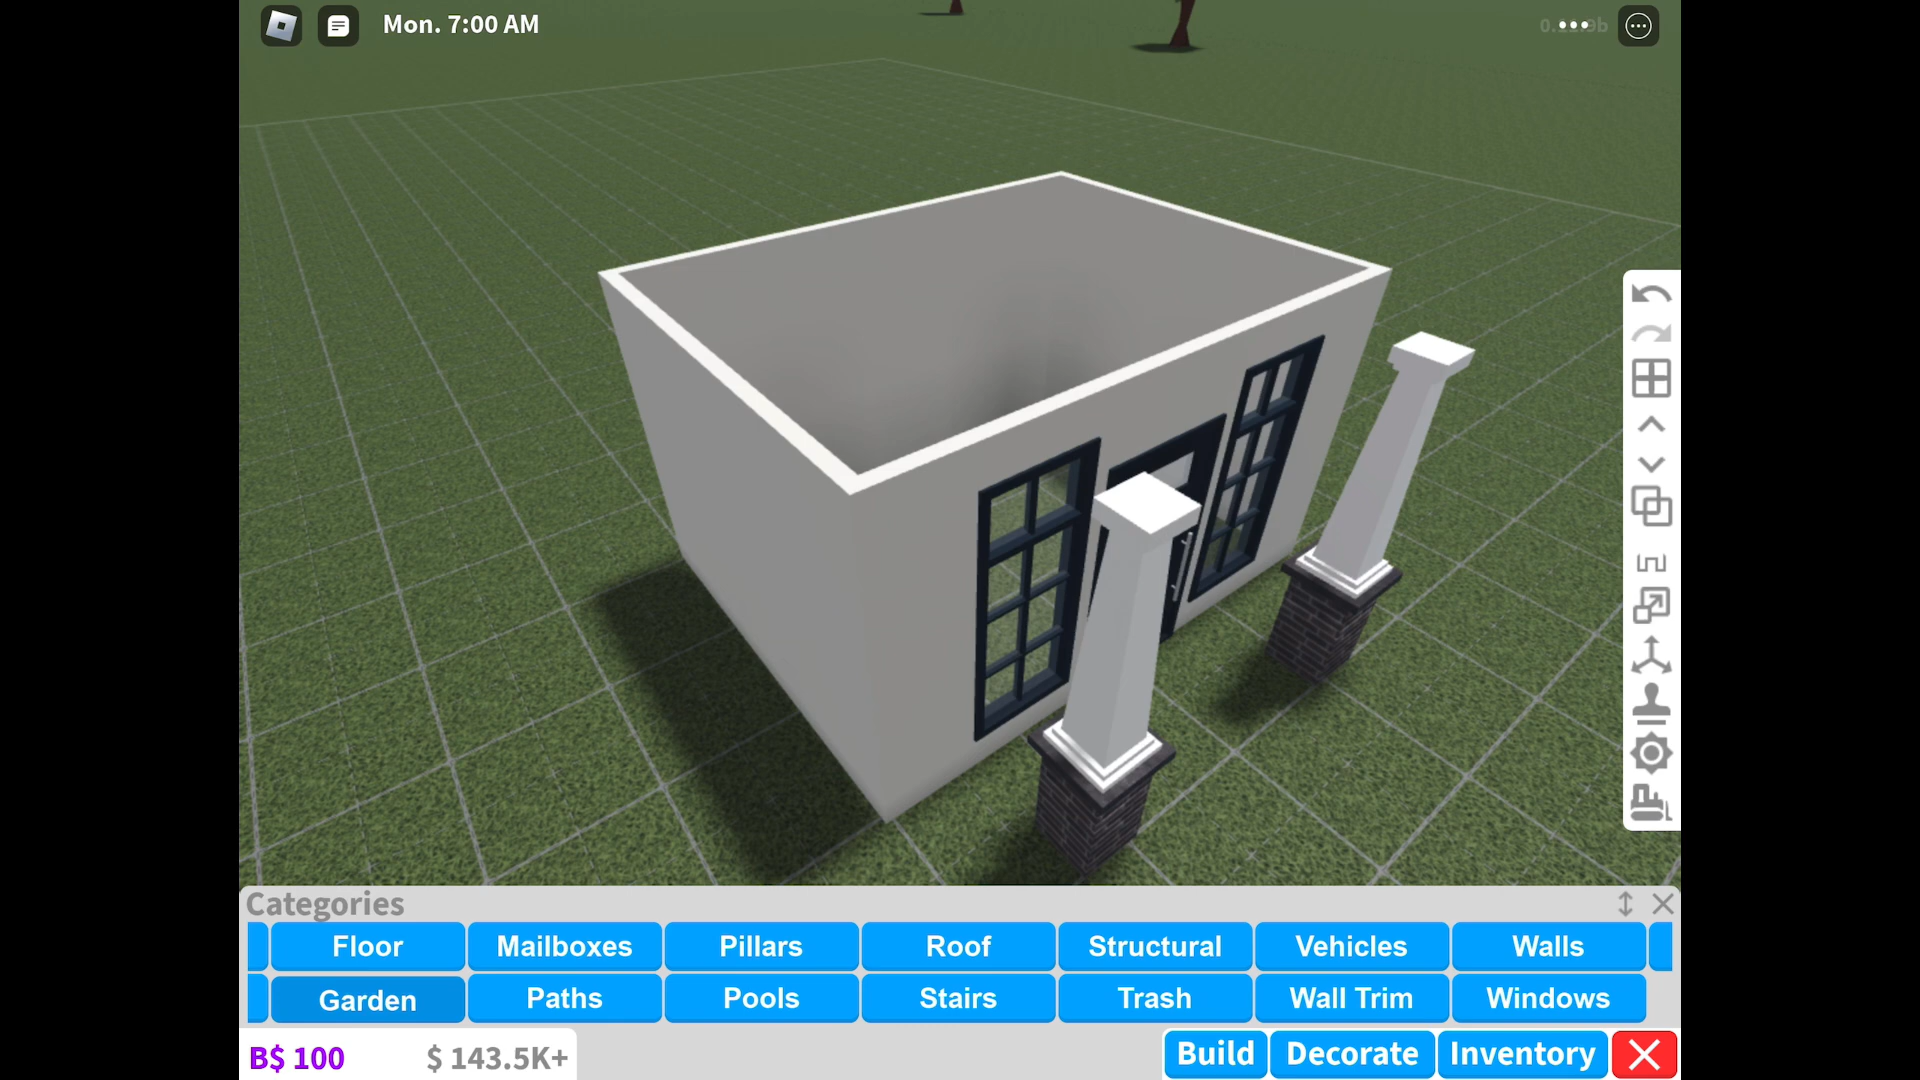 Mon. 7:00 AM
Categories
Floor
Mailboxes
Pillars
Roof
Structural
Vehicles
Walls
Garden
Paths
Pools
Stairs
Trash
Wall Trim
Windows
B$ 100
$ 143.5K+
Build
Decorate
Inventory